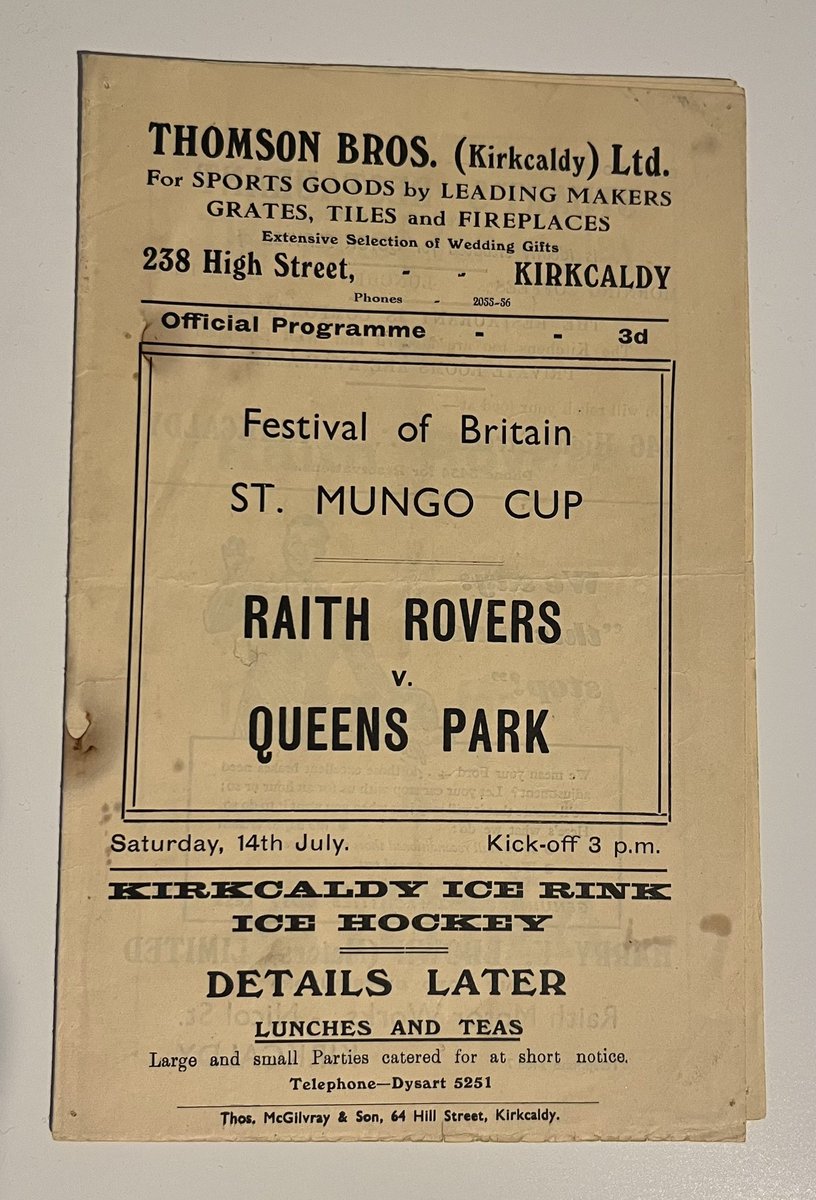 THOMSON BROS. (Kirkcaldy) Ltd.
For SPORTS GOODS by LEADING MAKERS
GRATES, TILES and FIREPLACES
Extensive Selection of Wedding Gifts
238 High Street, - - KIRKCALDY
Phones - 2055-56
Official Programme - - 3d
Festival of Britain
ST. MUNGO CUP
RAITH ROVERS
v.
QUEENS PARK
Saturday, 14th July. Kick-off 3 p.m.
KIRKCALDY ICE RINK
ICE HOCKEY
DETAILS LATER
LUNCHES AND TEAS
Large and small Parties catered for at short notice.
Telephone—Dysart 5251
Thos. McGilvray & Son, 64 Hill Street, Kirkcaldy.